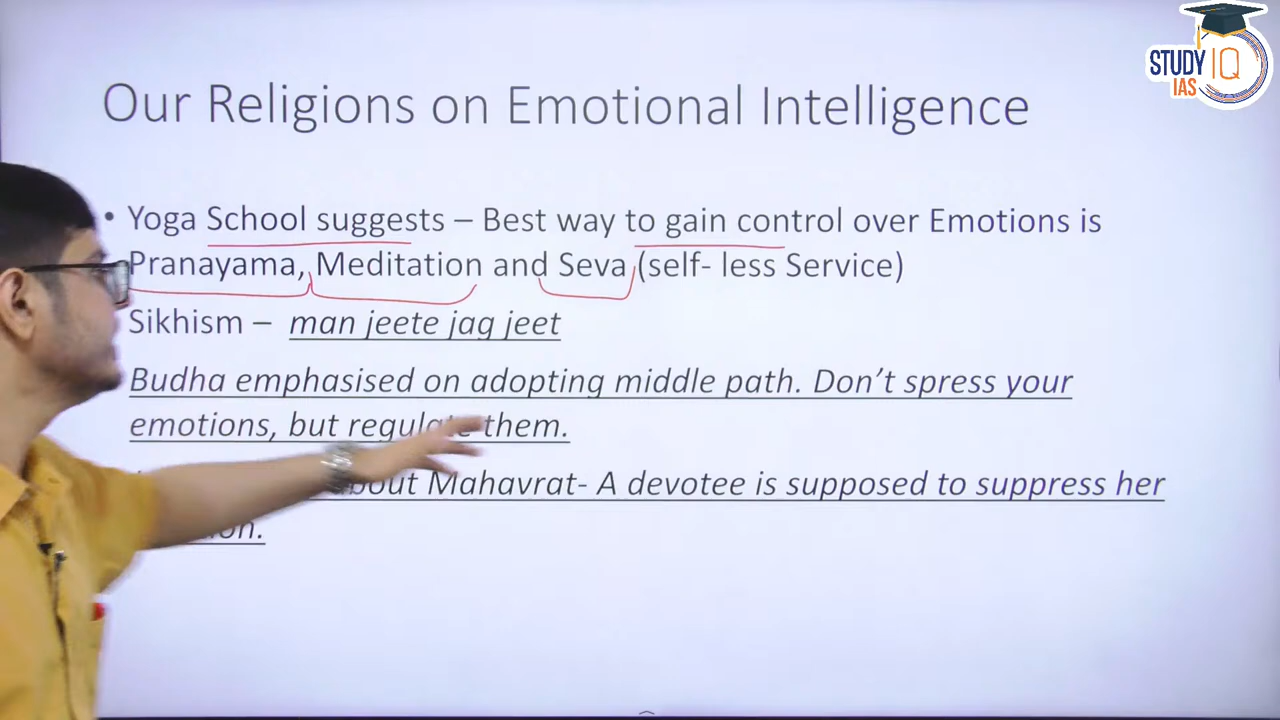 STUDY IQ
IAS
Our Religions on Emotional Intelligence
• Yoga School suggests – Best way to gain control over Emotions is
Pranayama, Meditation and Seva (self- less Service)
Sikhism – man jeete jag jeet
Budha emphasised on adopting middle path. Don’t spress your
emotions, but regulate them.
Mahavrat- A devotee is supposed to suppress her